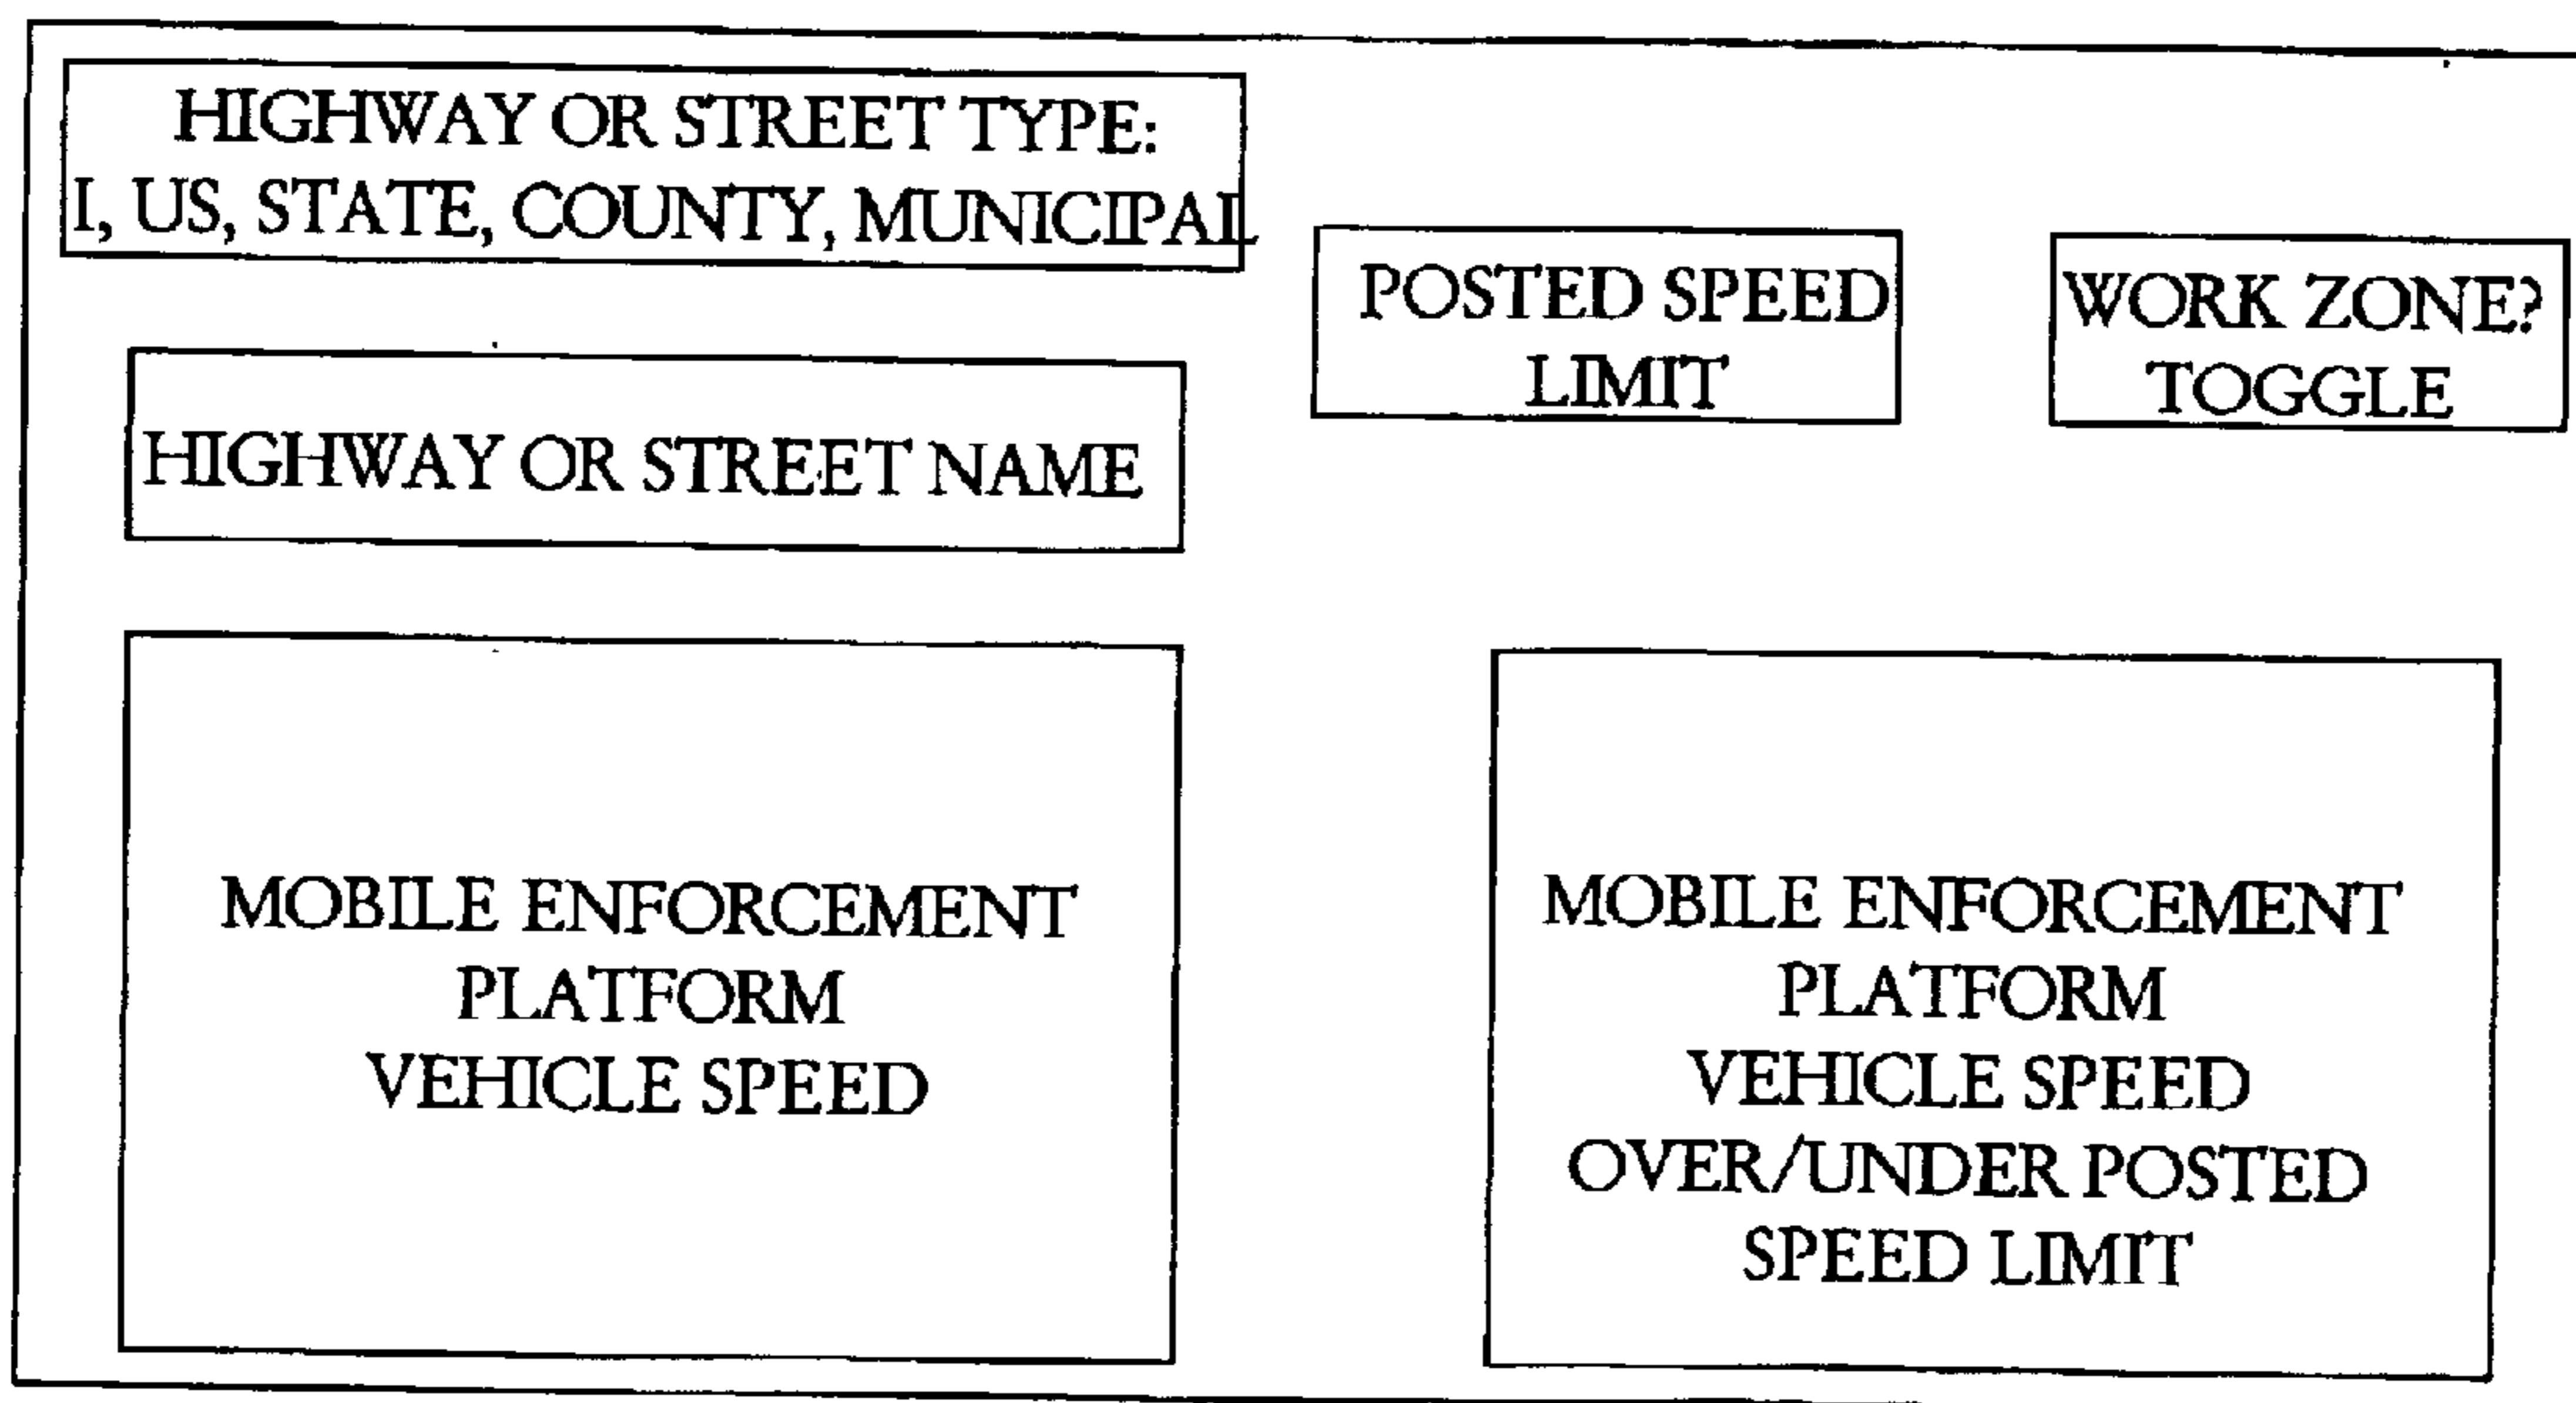 HIGHWAY OR STREET TYPE:
I, US, STATE, COUNTY, MUNICIPAL
POSTED SPEED
LIMIT
WORK ZONE?
TOGGLE
HIGHWAY OR STREET NAME
MOBILE ENFORCEMENT
PLATFORM
VEHICLE SPEED
MOBILE ENFORCEMENT
PLATFORM
VEHICLE SPEED
OVER/UNDER POSTED
SPEED LIMIT